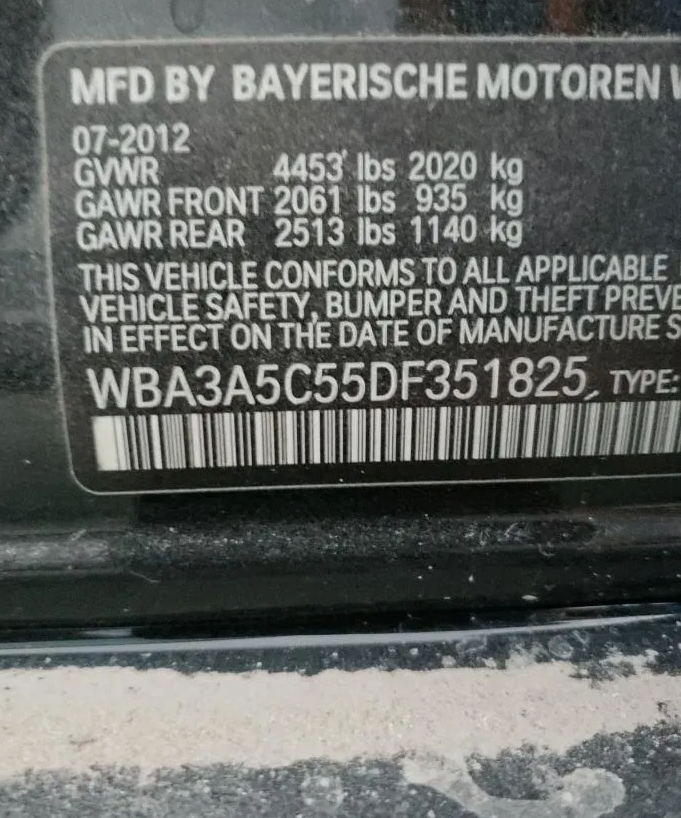 MFD BY BAYERISCHE MOTOREN
07-2012
GVWR 4453 lbs 2020 kg
GAWR FRONT 2061 lbs 935 kg
GAWR REAR 2513 lbs 1140 kg
THIS VEHICLE CONFORMS TO ALL APPLICABLE
VEHICLE SAFETY, BUMPER AND THEFT PREVE
IN EFFECT ON THE DATE OF MANUFACTURE S
WBA3A5C55DF351825, TYPE: